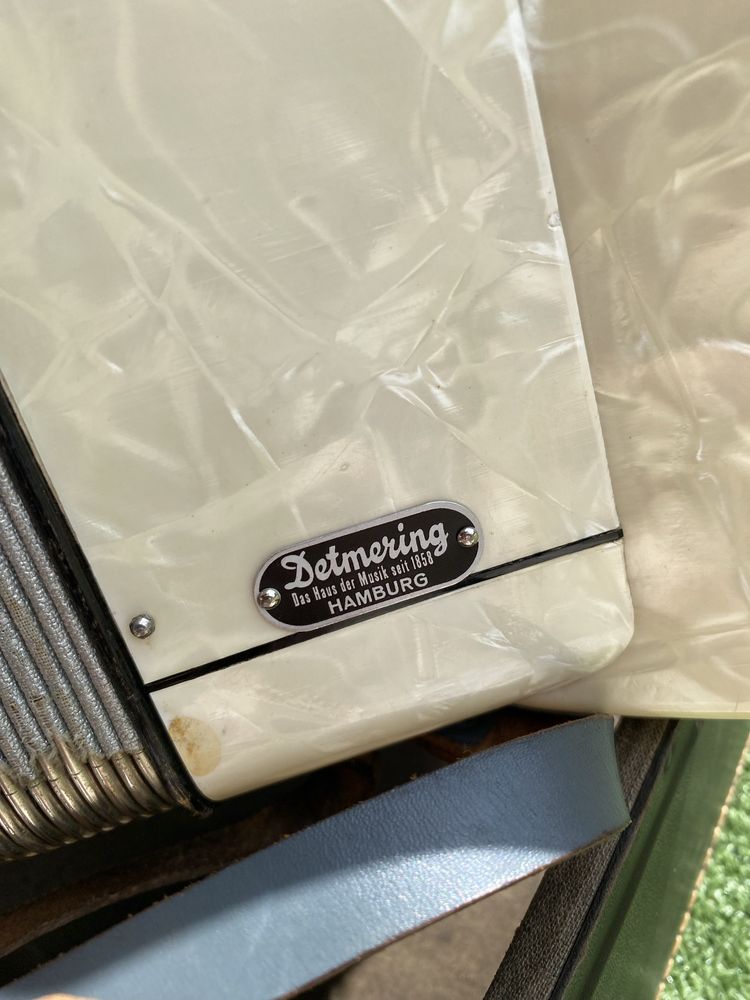 Detmering
Das Haus der Musik seit 1858
HAMBURG